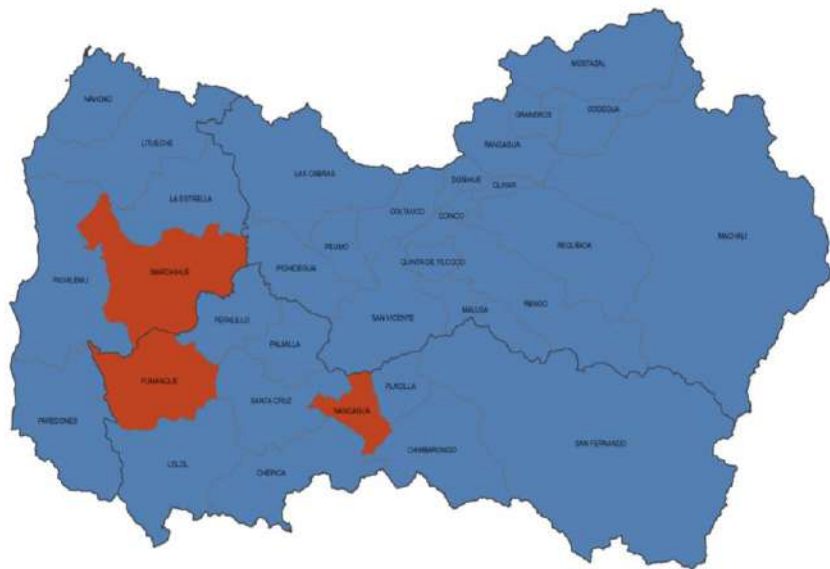 MOSTAZAL
NAVIDAD
CODEGUA
GRANEROS
LITUECHE
RANCAGUA
LAS CABRAS
DOÑIHUE
OLIVAR
LA ESTRELLA
COLTAUCO
COINCO
MACHALI
PEUMO
REQUINOA
PICHIDEGUA
QUINTA DE TILCOCO
MARCHIHUE
PICHILEMU
RENGO
PERALILLO
SAN VICENTE
MALLOA
PALMILLA
PUMANQUE
PLACILLA
SANTA CRUZ
NANCAGUA
PAREDONES
SAN FERNANDO
CHIMBARONGO
LOLOL
CHEPICA